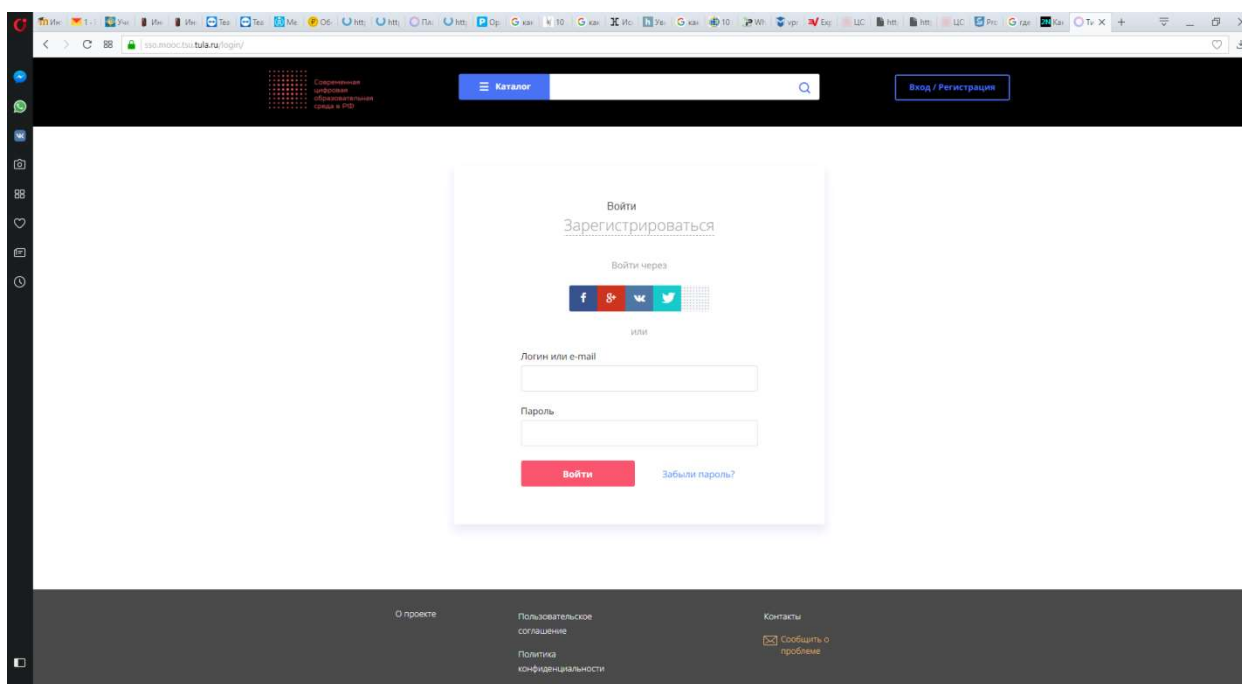 sso.mooc.tsu.tula.ru/login/
Современная
цифровая
образовательная
среда в РФ
Каталог
Вход / Регистрация
Войти
Зарегистрироваться
Войти через
или
Логин или e-mail
Пароль
Войти
Забыли пароль?
О проекте
Пользовательское
соглашение
Политика
конфиденциальности
Контакты
Сообщить о
проблеме